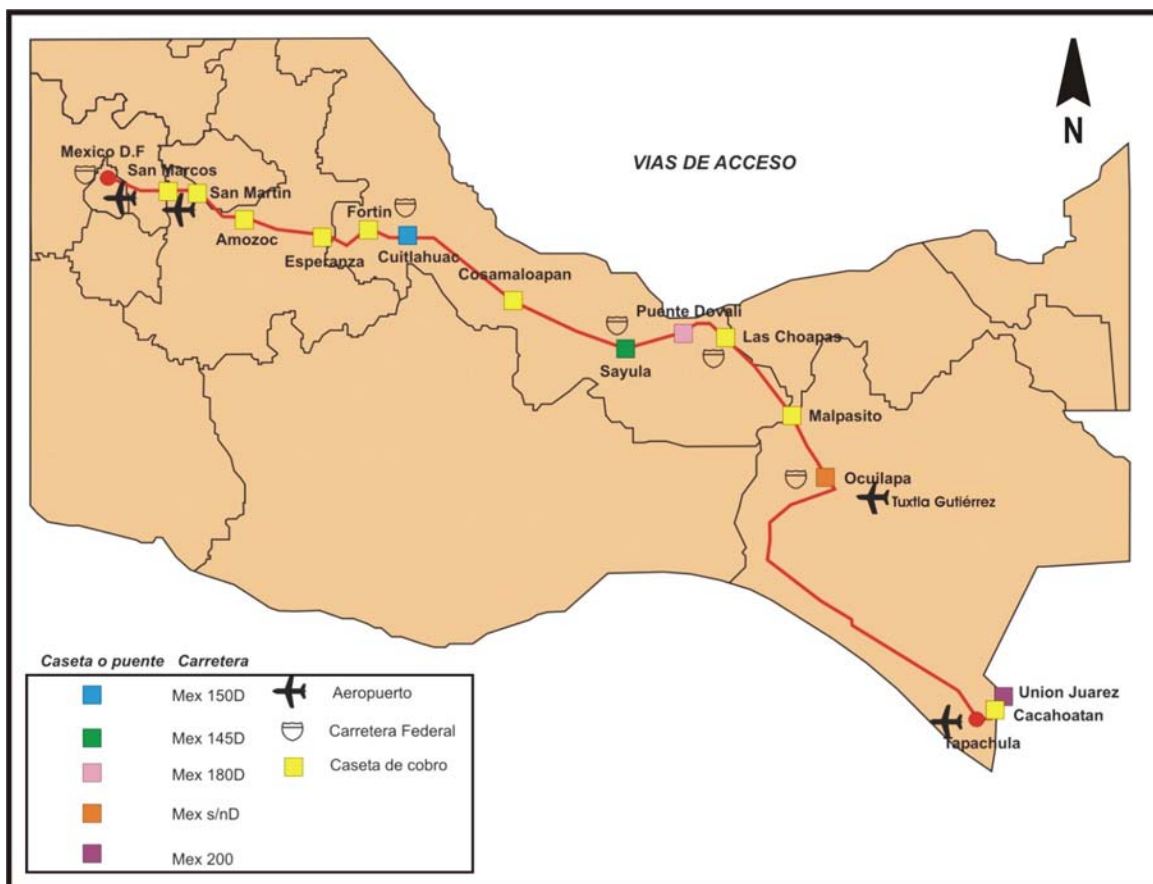 VIAS DE ACCESO
N
Mexico D.F
San Marcos
San Martin
Amozoc
Esperanza
Fortin
Cuitlahuac
Cosamaloapan
Sayula
Puente Dovali
Las Choapas
Malpasito
Ocuilapa
Tuxtla Gutiérrez
Union Juarez
Cacahoatan
Tapachula
Caseta o puente Carretera
Mex 150D
Mex 145D
Mex 180D
Mex s/nD
Mex 200
Aeropuerto
Carretera Federal
Caseta de cobro